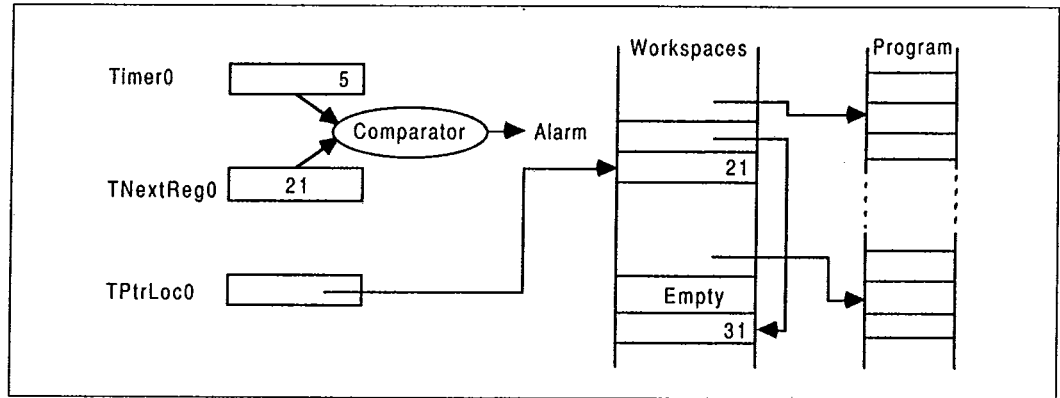 Workspaces
Program
Timer0
5
Comparator
Alarm
TNextReg0
21
21
TPtrLoc0
Empty
31